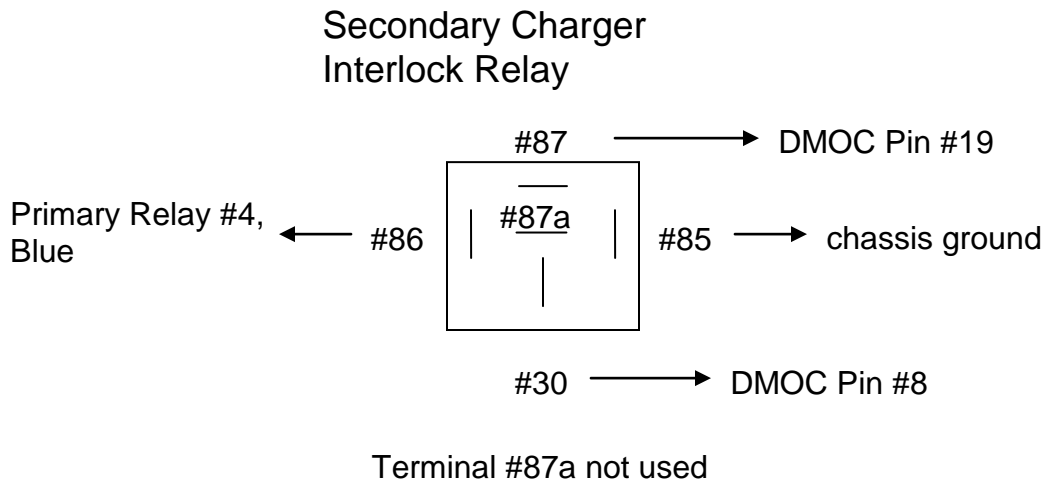 Secondary Charger
Interlock Relay
#87
DMOC Pin #19
Primary Relay #4,
Blue
#86
#87a
#85
chassis ground
#30
DMOC Pin #8
Terminal #87a not used